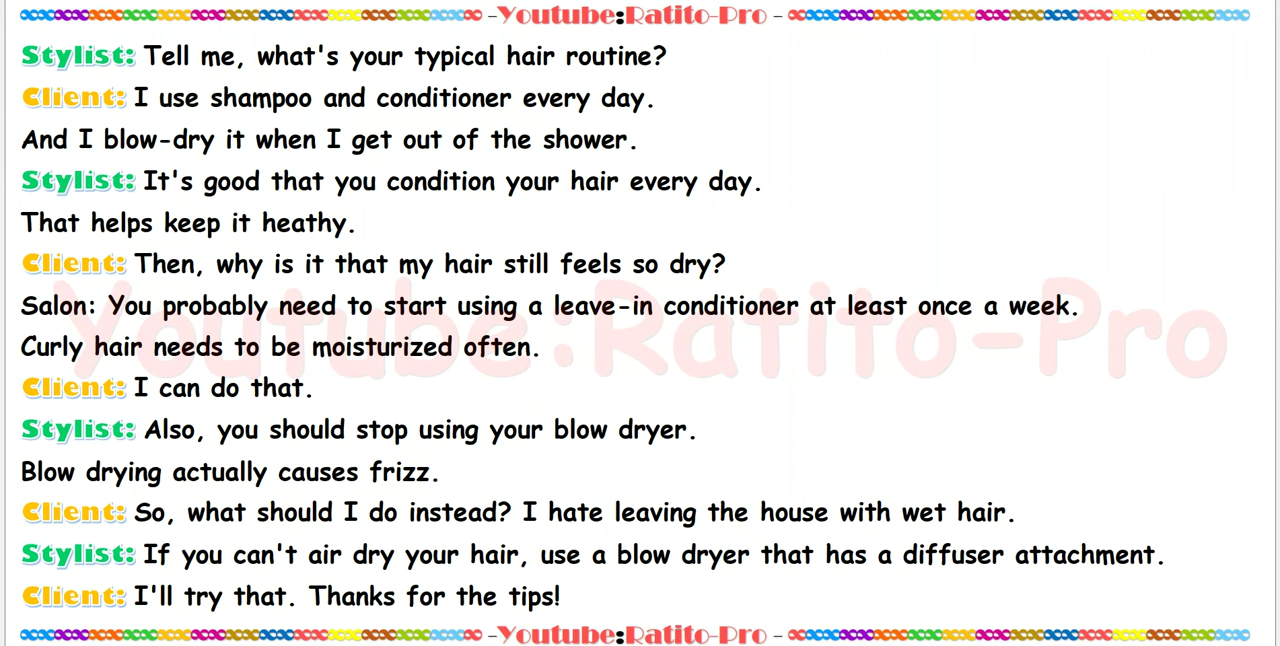 -Youtube:Ratito-Pro -
Stylist: Tell me, what's your typical hair routine?
Client: I use shampoo and conditioner every day.
And I blow-dry it when I get out of the shower.
Stylist: It's good that you condition your hair every day.
That helps keep it heathy.
Client: Then, why is it that my hair still feels so dry?
Salon: You probably need to start using a leave-in conditioner at least once a week.
Youtube:Ratito-Pro
Curly hair needs to be moisturized often.
Client: I can do that.
Stylist: Also, you should stop using your blow dryer.
Blow drying actually causes frizz.
Client: So, what should I do instead? I hate leaving the house with wet hair.
Stylist: If you can't air dry your hair, use a blow dryer that has a diffuser attachment.
Client: I'll try that. Thanks for the tips!
-Youtube:Ratito-Pro -